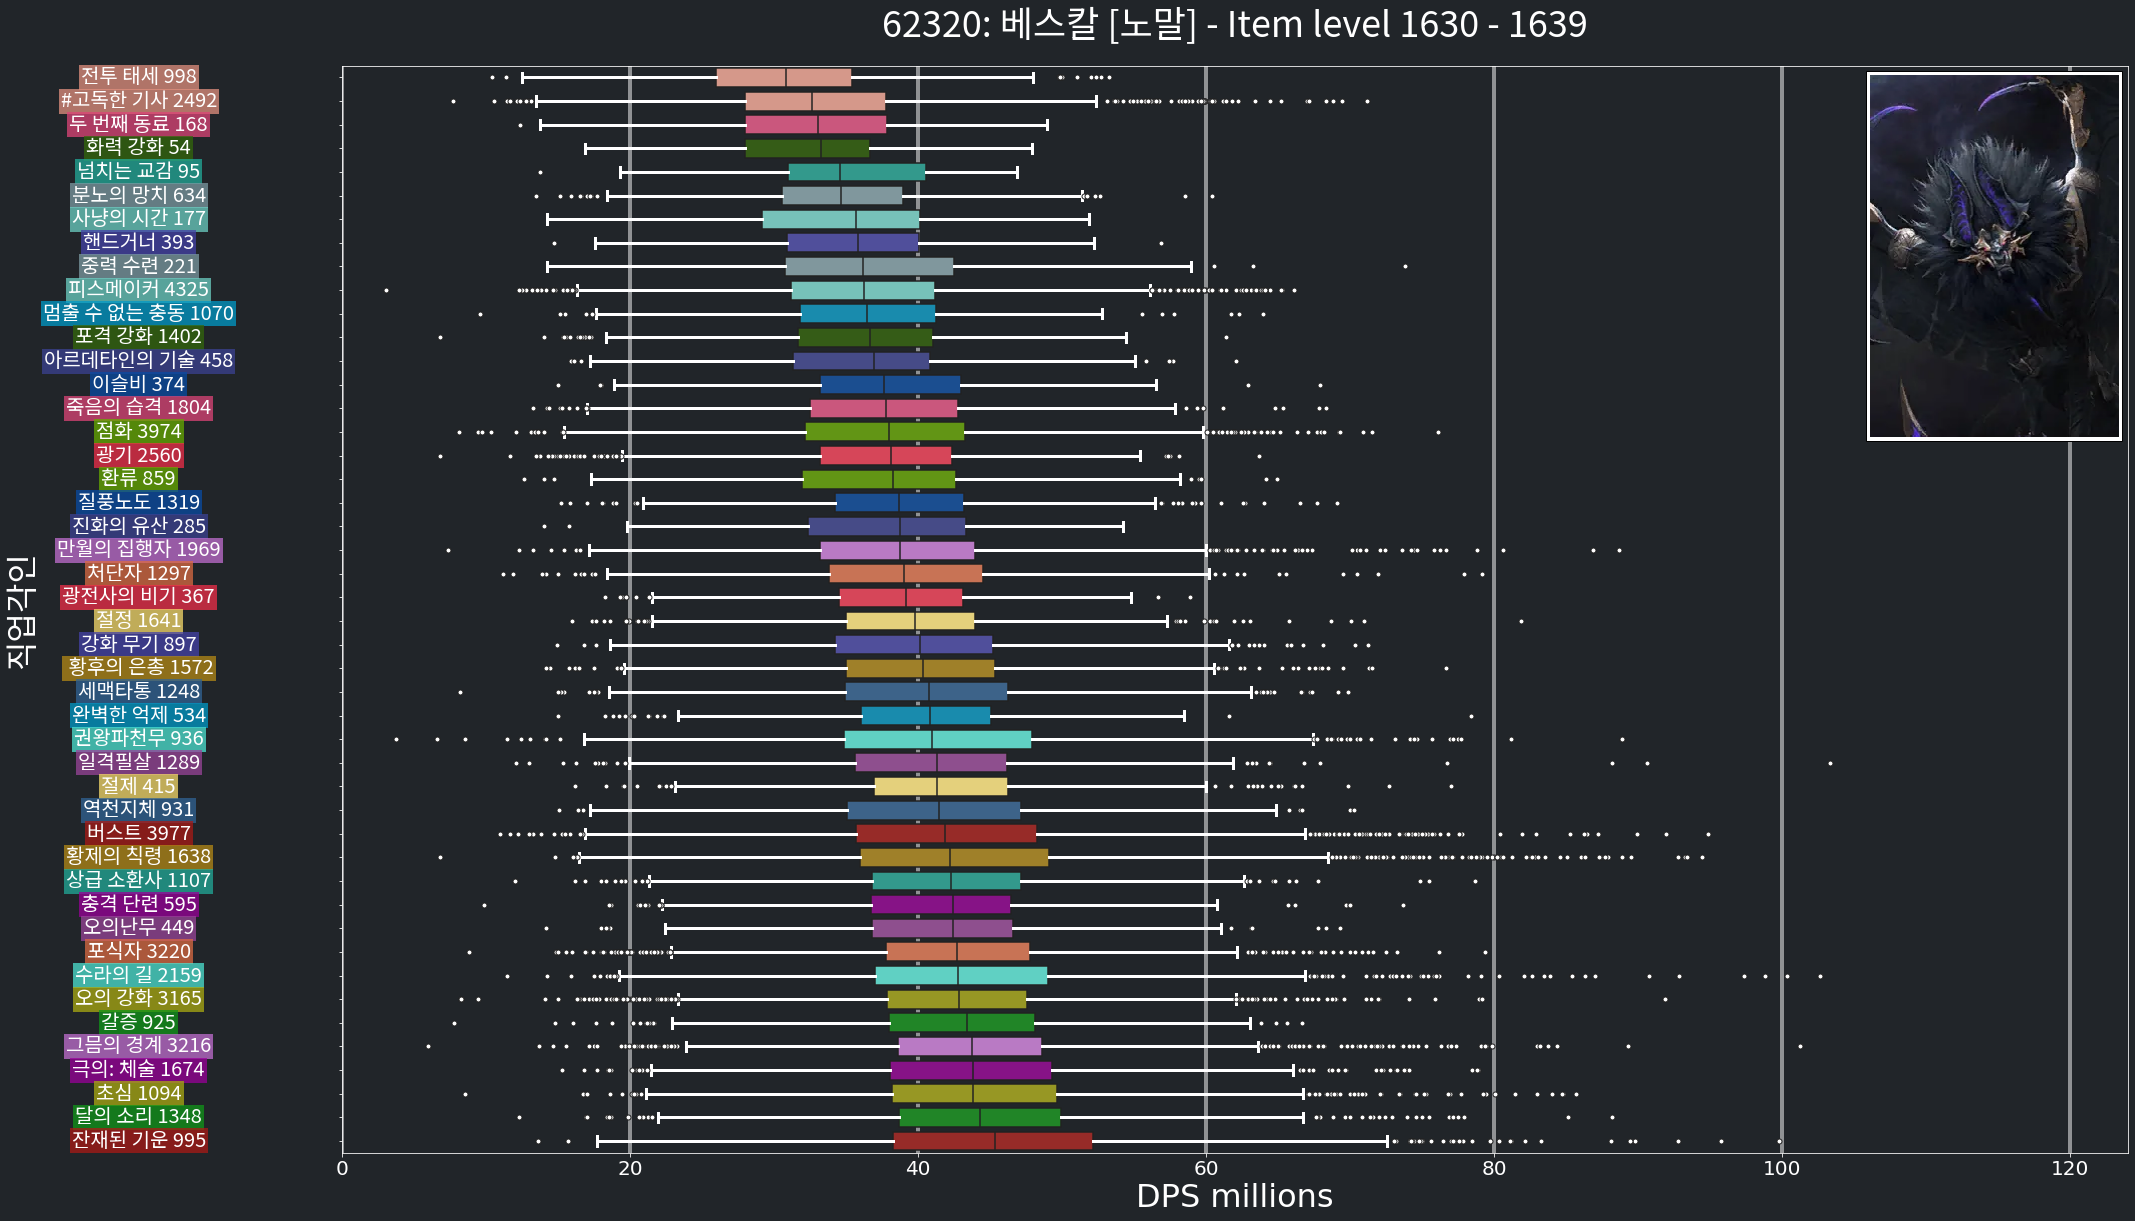 62320: 베스칼 [노말] - Item level 1630 - 1639
전투 태세 998
#고독한 기사 2492
두 번째 동료 168
화력 강화 54
넘치는 교감 95
분노의 망치 634
사냥의 시간 177
핸드거너 393
중력 수련 221
피스메이커 4325
멈출 수 없는 충동 1070
포격 강화 1402
아르데타인의 기술 458
이슬비 374
죽음의 습격 1804
점화 3974
광기 2560
환류 859
질풍노도 1319
진화의 유산 285
만월의 집행자 1969
처단자 1297
광전사의 비기 367
절정 1641
강화 무기 897
황후의 은총 1572
세맥타통 1248
완벽한 억제 534
권왕파천무 936
일격필살 1289
절제 415
역천지체 931
버스트 3977
황제의 칙령 1638
상급 소환사 1107
충격 단련 595
오의난무 449
포식자 3220
수라의 길 2159
오의 강화 3165
갈증 925
그믐의 경계 3216
극의: 체술 1674
초심 1094
달의 소리 1348
잔재된 기운 995
직업각인
0 20 40 60 80 100 120
DPS millions